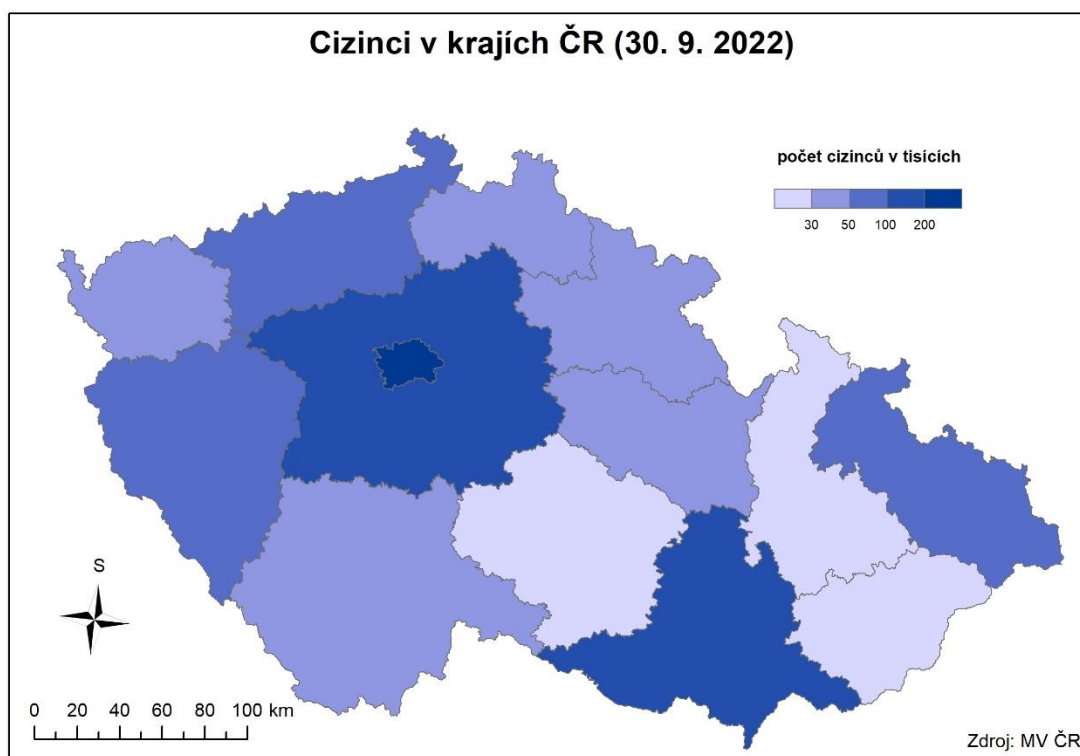 Cizinci v krajích ČR (30. 9. 2022)
počet cizinců v tisících
30 50 100 200
S
0 20 40 60 80 100 km
Zdroj: MV ČR